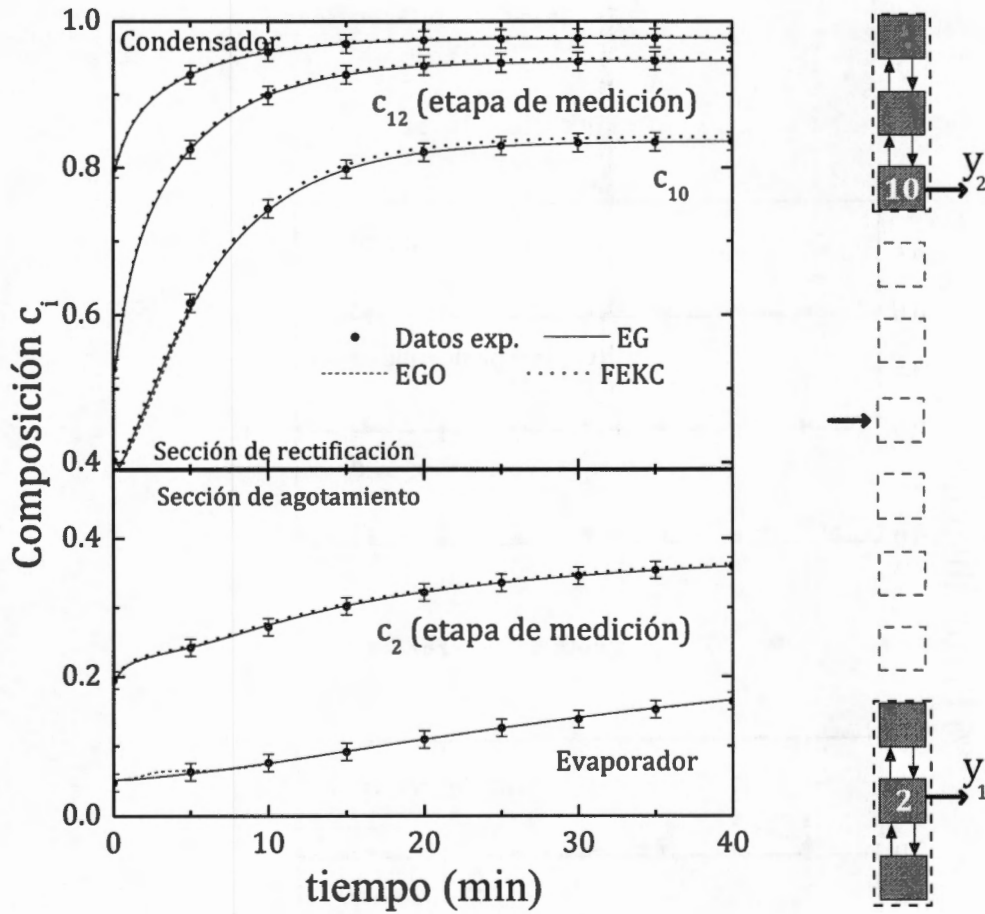 1.0
Condensador
c12 (etapa de medición)
0.8
c10
0.6
Datos exp.
EG
EGO
FEKC
Sección de rectificación
0.4
Sección de agotamiento
0.4
c2 (etapa de medición)
0.2
Evaporador
0.0
0
10
20
30
40
tiempo (min)
Composición ci
10
y2
2
y1